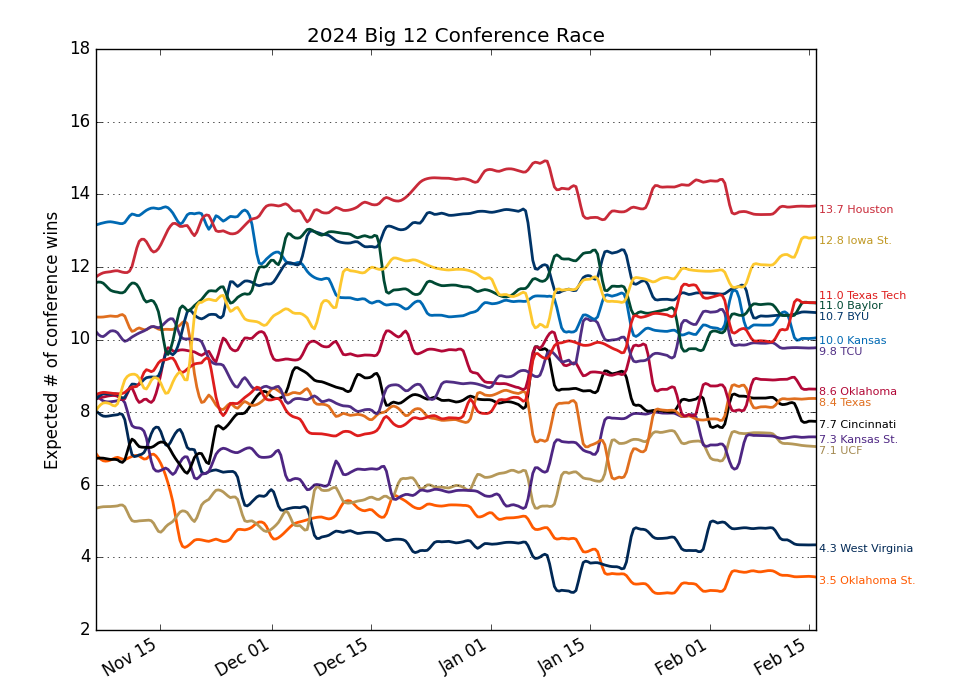 2024 Big 12 Conference Race
Expected # of conference wins
18
16
14
12
10
8
6
4
2
Nov 15
Dec 01
Dec 15
Jan 01
Jan 15
Feb 01
Feb 15
13.7 Houston
12.8 Iowa St.
11.0 Texas Tech
11.0 Baylor
10.7 BYU
10.0 Kansas
9.8 TCU
8.6 Oklahoma
8.4 Texas
7.7 Cincinnati
7.3 Kansas St.
7.1 UCF
4.3 West Virginia
3.5 Oklahoma St.